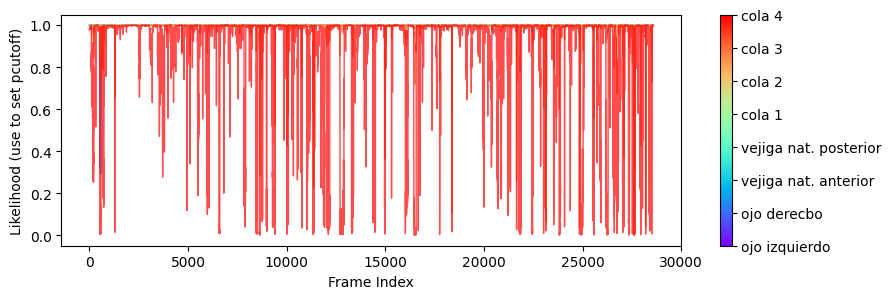 Likelihood (use to set pcutoff)
1.0
0.8
0.6
0.4
0.2
0.0
0
5000
10000
15000
20000
25000
30000
Frame Index
cola 4
cola 3
cola 2
cola 1
vejiga nat. posterior
vejiga nat. anterior
ojo derecbo
ojo izquierdo